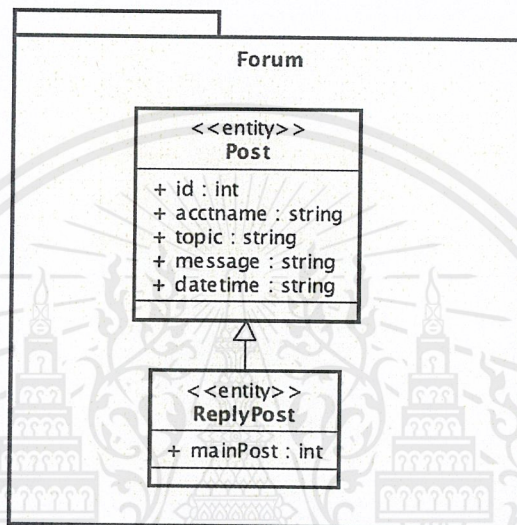 Forum
<<entity>>
Post
+ id : int
+ acctname : string
+ topic : string
+ message : string
+ datetime : string
<<entity>>
ReplyPost
+ mainPost : int